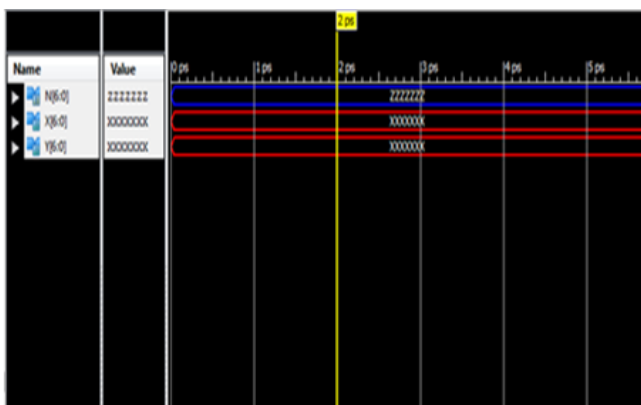 2 ps
Name Value 0 ps 1 ps 2 ps 3 ps 4 ps 5 ps
N[6:0] ZZZZZZZ ZZZZZZZ
X[6:0] XXXXXXX XXXXXXX
Y[6:0] XXXXXXX XXXXXXX